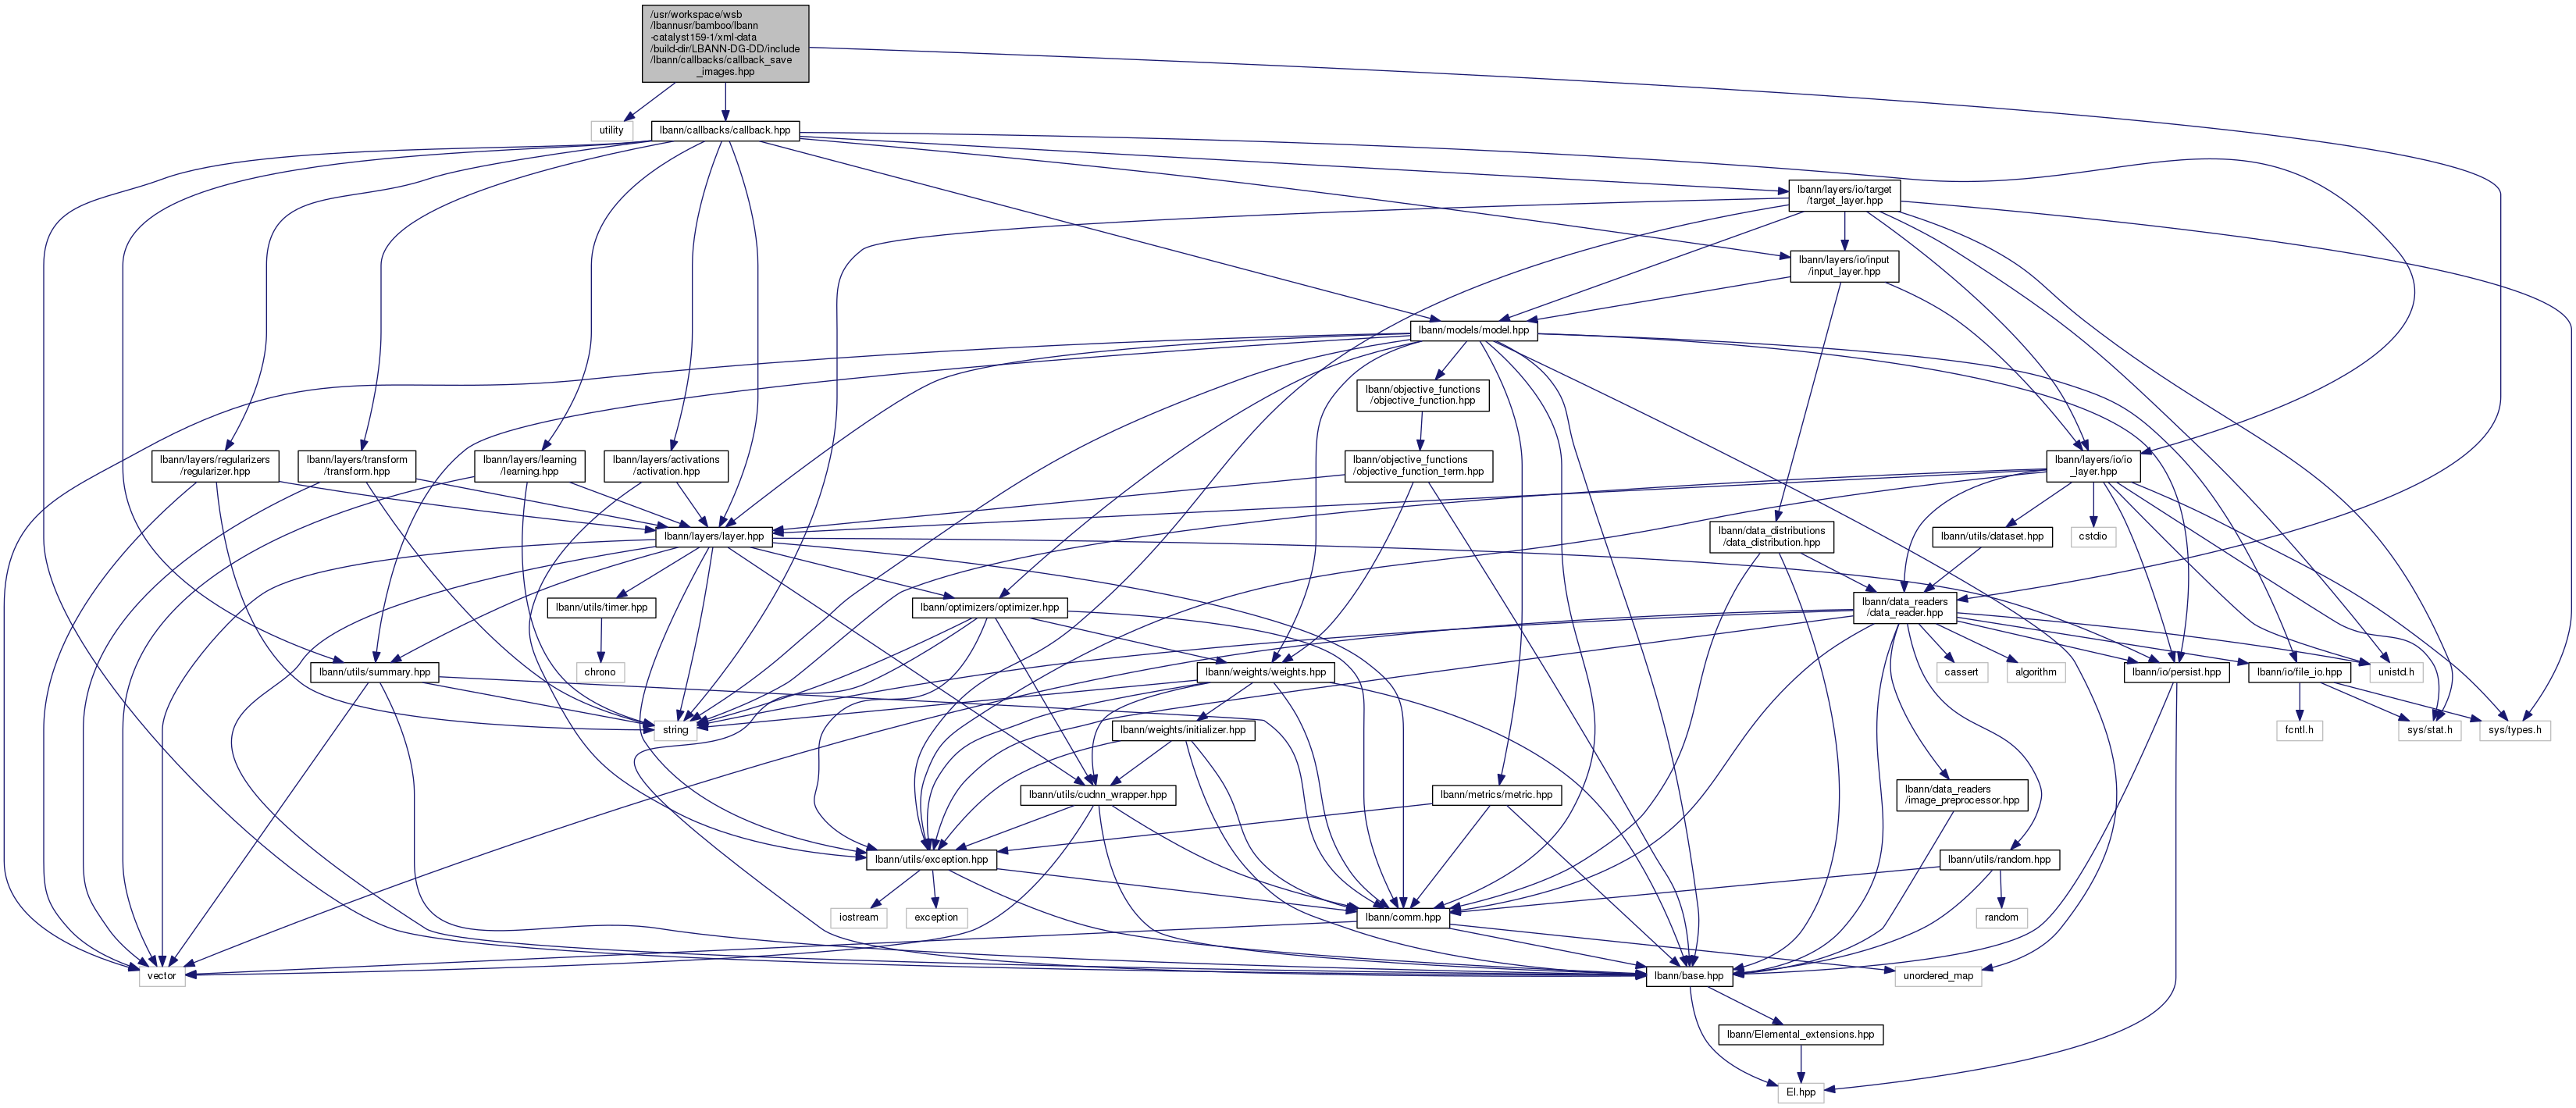 /usr/workspace/wsb
/lbannusr/bamboo/lbann
-catalyst159-1/xml-data
/build-dir/LBANN-DG-DD/include
/lbann/callbacks/callback_save
_images.hpp
utility
lbann/callbacks/callback.hpp
lbann/layers/io/target
/target_layer.hpp
lbann/layers/io/input
/input_layer.hpp
lbann/models/model.hpp
lbann/objective_functions
/objective_function.hpp
lbann/layers/regularizers
/regularizer.hpp
lbann/layers/transform
/transform.hpp
lbann/layers/learning
/learning.hpp
lbann/layers/activations
/activation.hpp
lbann/objective_functions
/objective_function_term.hpp
lbann/layers/io/io
_layer.hpp
lbann/layers/layer.hpp
lbann/data_distributions
/data_distribution.hpp
lbann/utils/dataset.hpp
cstdio
lbann/utils/timer.hpp
lbann/optimizers/optimizer.hpp
lbann/data_readers
/data_reader.hpp
lbann/utils/summary.hpp
chrono
lbann/weights/weights.hpp
cassert
algorithm
lbann/io/persist.hpp
lbann/io/file_io.hpp
unistd.h
string
lbann/weights/initializer.hpp
fcntl.h
sys/stat.h
sys/types.h
lbann/utils/cudnn_wrapper.hpp
lbann/metrics/metric.hpp
lbann/data_readers
/image_preprocessor.hpp
lbann/utils/exception.hpp
lbann/utils/random.hpp
iostream
exception
lbann/comm.hpp
random
vector
lbann/base.hpp
unordered_map
lbann/Elemental_extensions.hpp
El.hpp